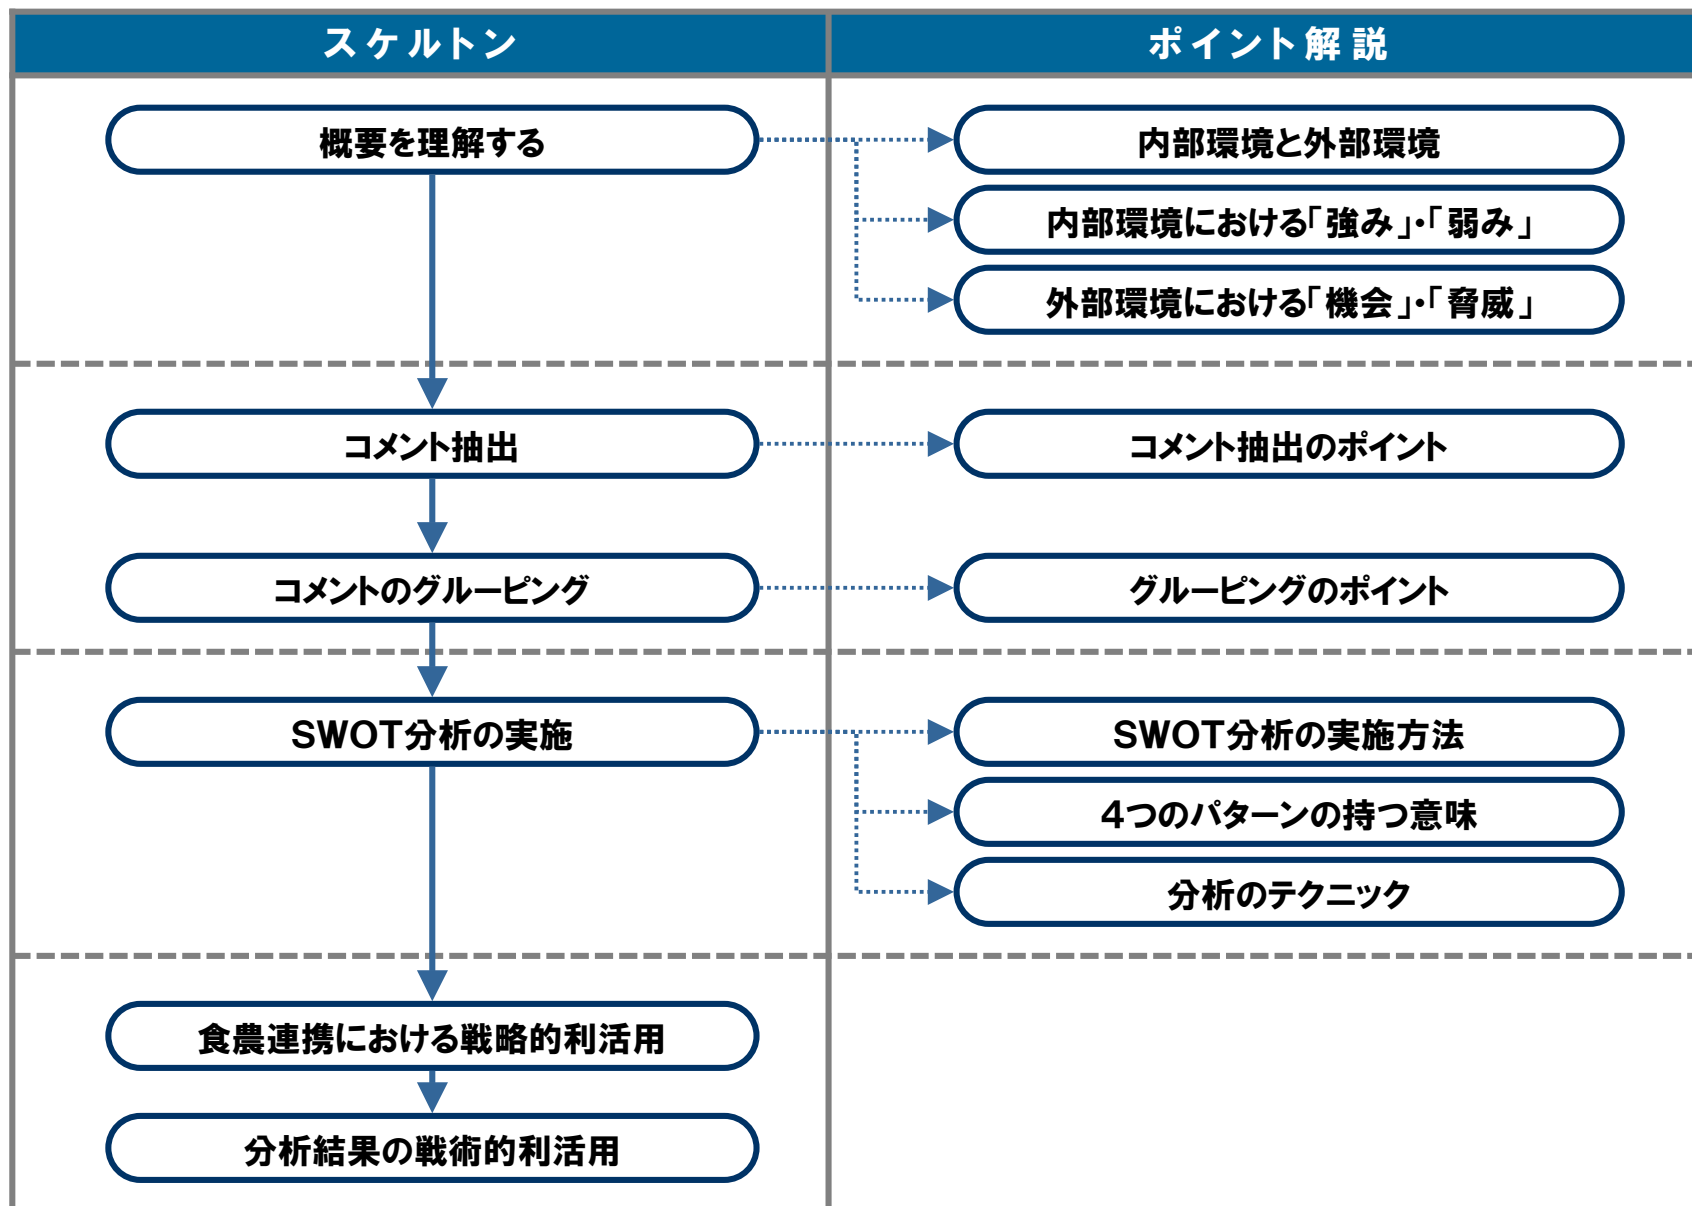 スケルトン
ポイント解説
概要を理解する
内部環境と外部環境
内部環境における「強み」・「弱み」
外部環境における「機会」・「脅威」
コメント抽出
コメント抽出のポイント
コメントのグルーピング
グルーピングのポイント
SWOT分析の実施
SWOT分析の実施方法
4つのパターンの持つ意味
分析のテクニック
食農連携における戦略的利活用
分析結果の戦術的利活用